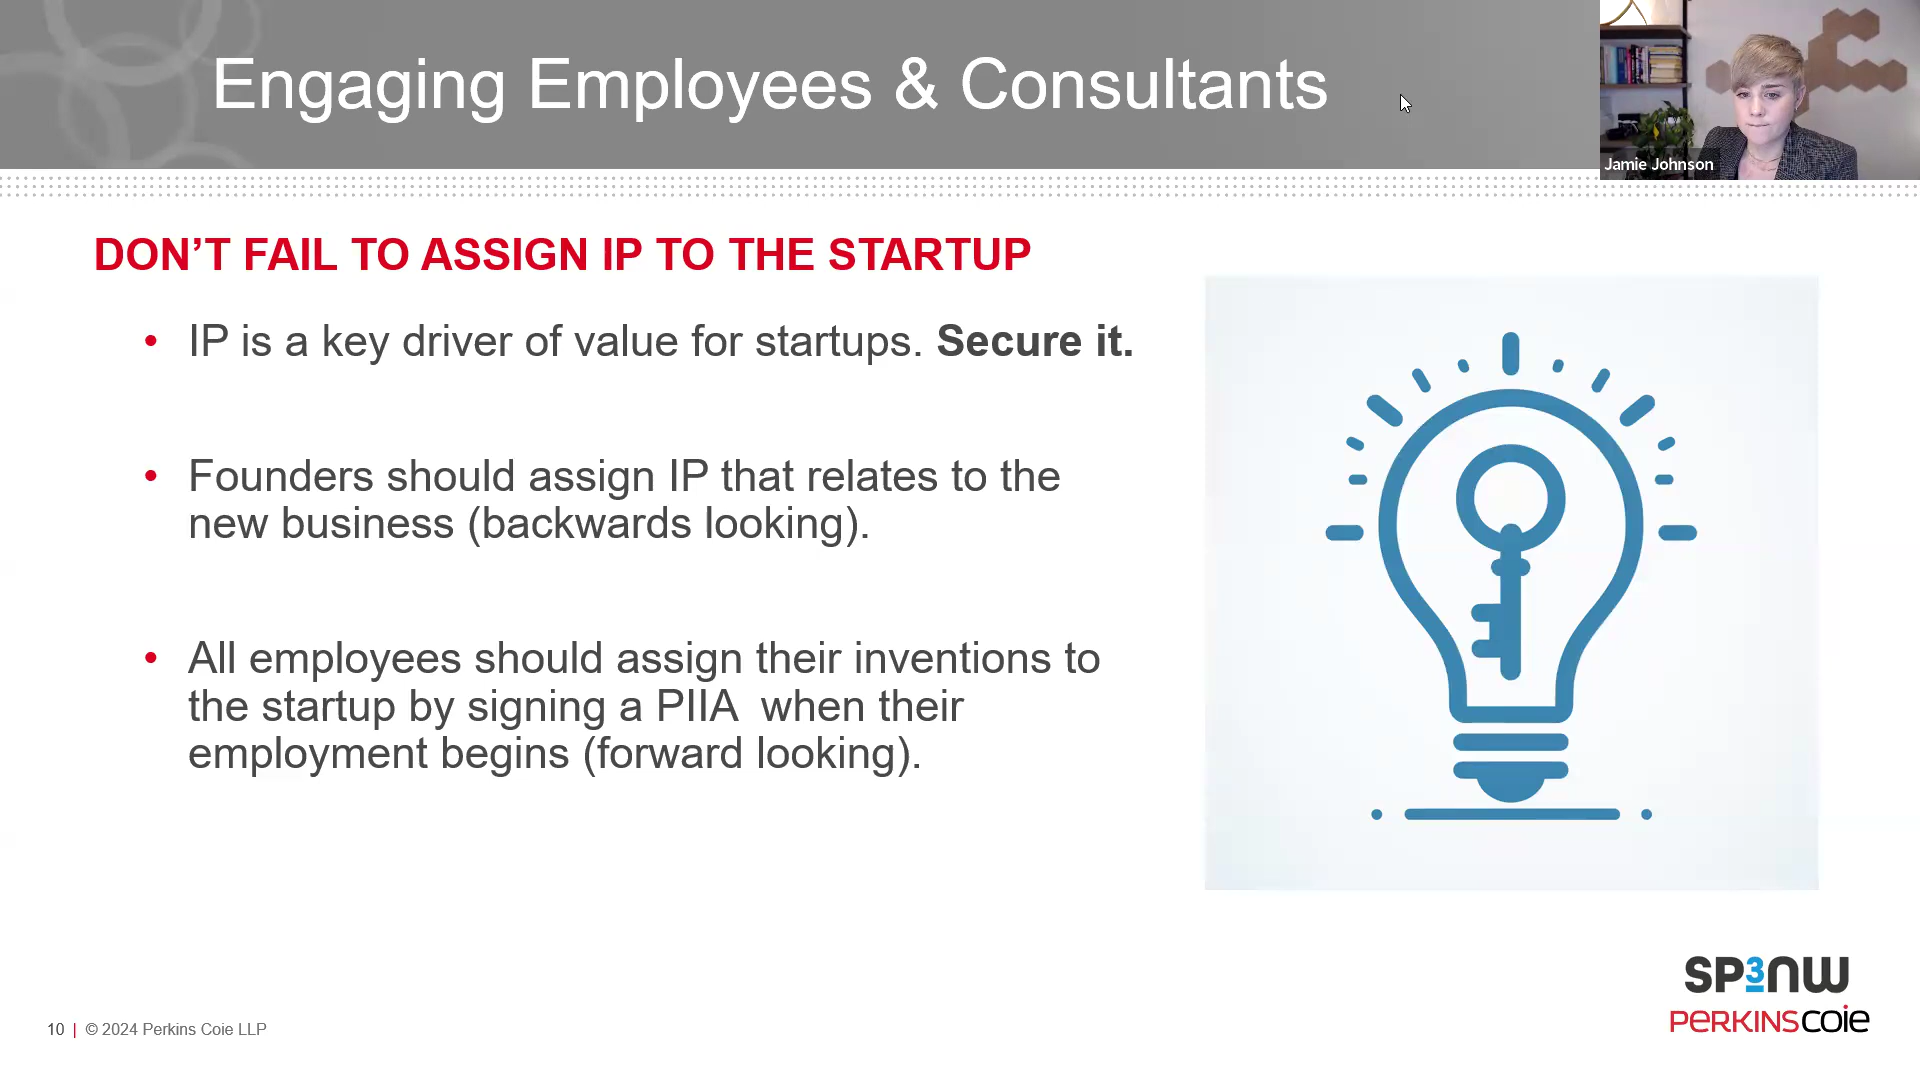 Engaging Employees & Consultants
Jamie Johnson
DON’T FAIL TO ASSIGN IP TO THE STARTUP
• IP is a key driver of value for startups. Secure it.
• Founders should assign IP that relates to the
new business (backwards looking).
• All employees should assign their inventions to
the startup by signing a PIIA  when their
employment begins (forward looking).
SP3NW
PERKINSCOIE
10 | © 2024 Perkins Coie LLP